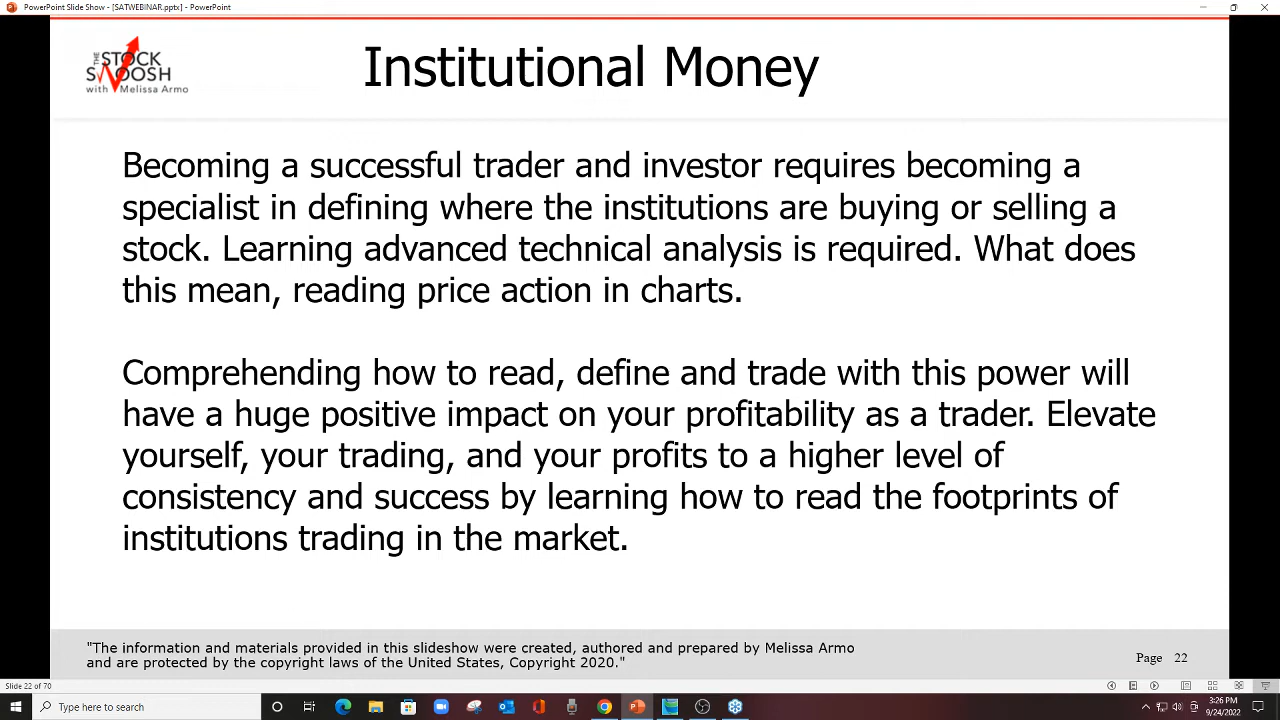 PowerPoint Slide Show - [SATWEBINAR.pptx] - PowerPoint
THE
STOCK
SWOOSH
with Melissa Armo
Institutional Money
Becoming a successful trader and investor requires becoming a
specialist in defining where the institutions are buying or selling a
stock. Learning advanced technical analysis is required. What does
this mean, reading price action in charts.
Comprehending how to read, define and trade with this power will
have a huge positive impact on your profitability as a trader. Elevate
yourself, your trading, and your profits to a higher level of
consistency and success by learning how to read the footprints of
institutions trading in the market.
"The information and materials provided in this slideshow were created, authored and prepared by Melissa Armo
and are protected by the copyright laws of the United States, Copyright 2020."
Page 22
Slide 22 of 70
Type here to search
3:26 PM
9/24/2022